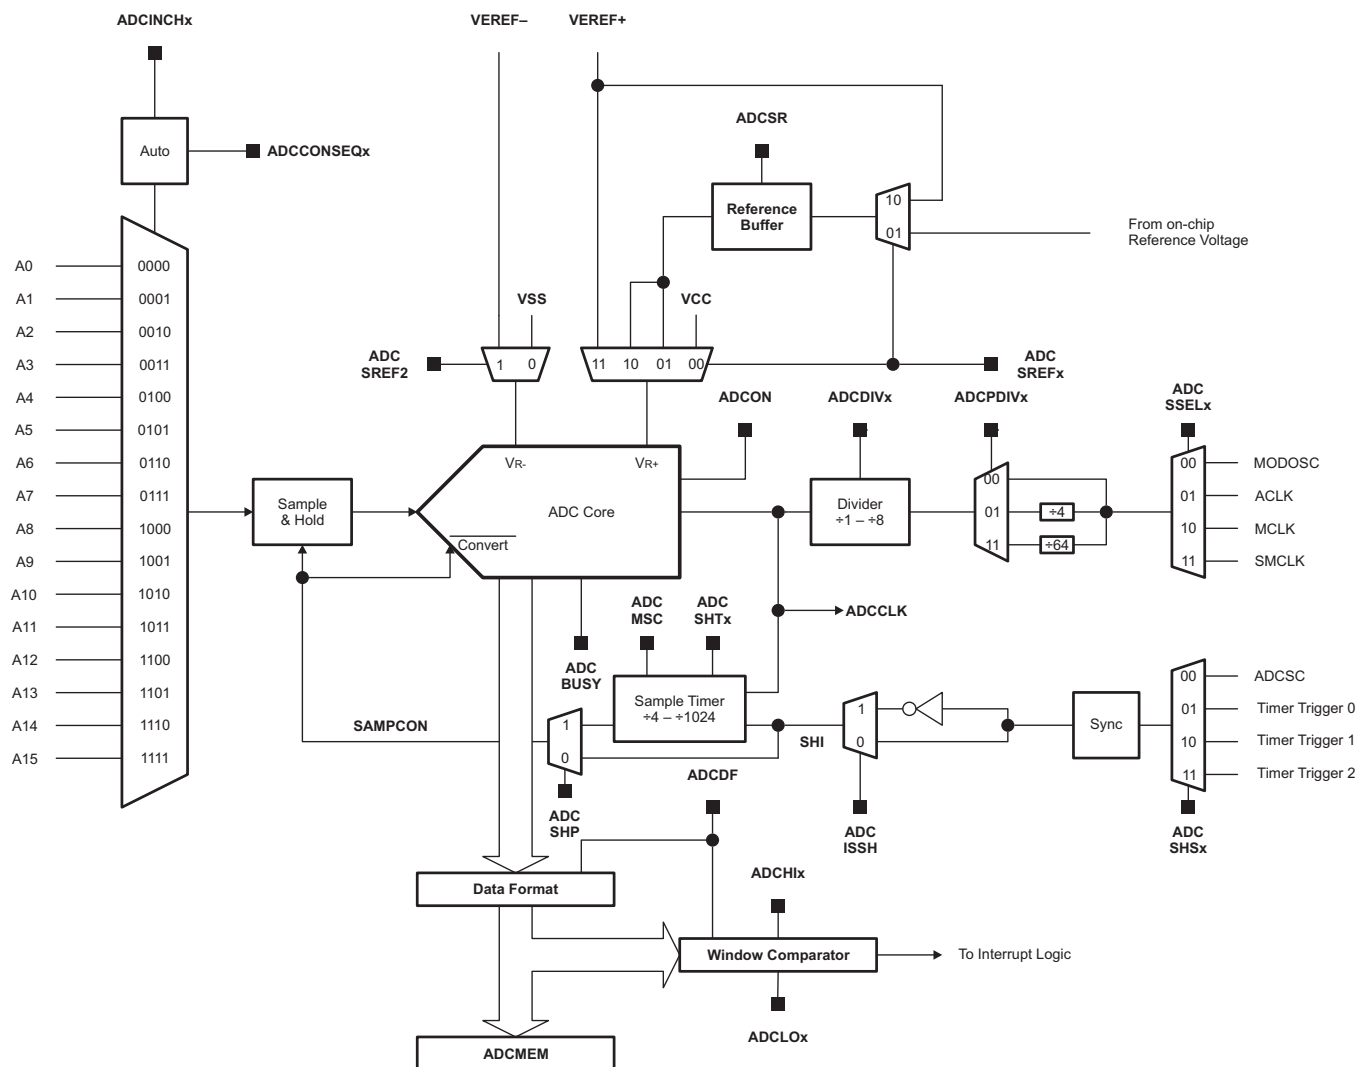 ADCINCHx
VEREF–
VEREF+
ADCSR
Auto
ADCCONSEQx
Reference
Buffer
10
01
From on-chip
Reference Voltage
A0
0000
A1
0001
A2
0010
A3
0011
A4
0100
A5
0101
A6
0110
A7
0111
A8
1000
A9
1001
A10
1010
A11
1011
A12
1100
A13
1101
A14
1110
A15
1111
VSS
VCC
ADC
SREF2
1
0
11
10
01
00
ADC
SREFx
ADCON
ADCDIVx
ADCPDIVx
ADC
SSELx
VR-
VR+
Sample
& Hold
ADC Core
Convert
Divider
÷1 – ÷8
00
01
11
÷4
÷64
00
MODOSC
01
ACLK
10
MCLK
11
SMCLK
ADC
MSC
ADC
SHTx
ADCCLK
ADC
BUSY
Sample Timer
÷4 – ÷1024
SAMPCON
1
0
SHI
1
0
Sync
00
ADCSC
01
Timer Trigger 0
10
Timer Trigger 1
11
Timer Trigger 2
ADC
SHP
ADCDF
ADC
ISSH
ADC
SHSx
Data Format
ADCHIx
Window Comparator
To Interrupt Logic
ADCLOx
ADCMEM